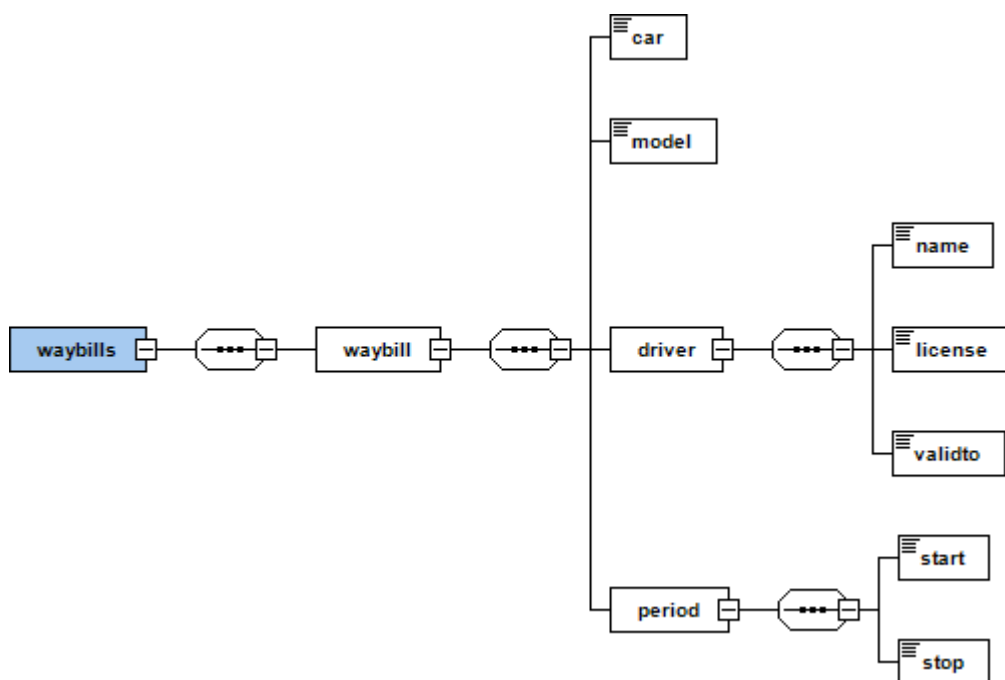 car
model
name
waybills
waybill
driver
license
validto
start
period
stop